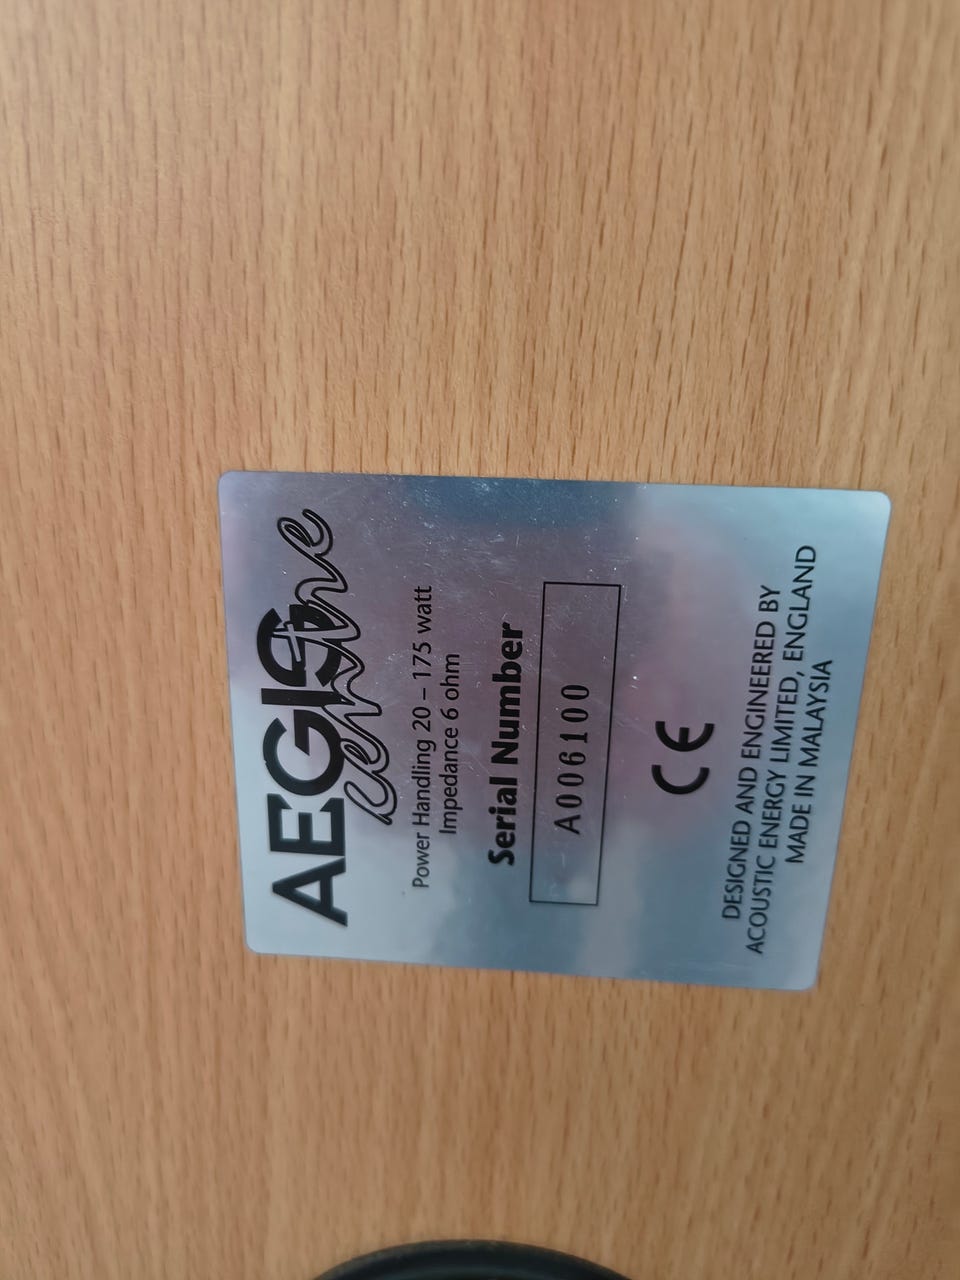 AEGIS
centre
Power Handling 20 – 175 watt
Impedance 6 ohm
Serial Number
A006100
CE
DESIGNED AND ENGINEERED BY
ACOUSTIC ENERGY LIMITED, ENGLAND
MADE IN MALAYSIA